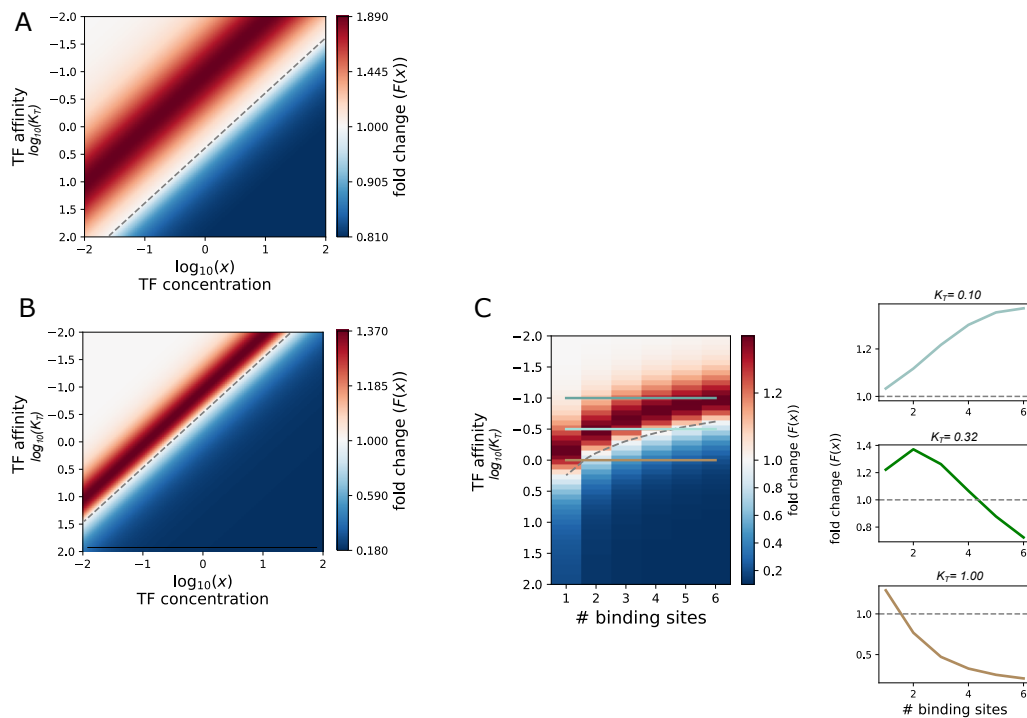 A
−2.0
−1.5
−1.0
−0.5
0.0
0.5
1.0
1.5
2.0
TF affinity
log₁₀(K_T)
−2
−1
0
1
2
log₁₀(x)
TF concentration
1.890
1.445
1.000
0.905
0.810
fold change (F(x))
B
−2.0
−1.5
−1.0
−0.5
0.0
0.5
1.0
1.5
2.0
TF affinity
log₁₀(K_T)
−2
−1
0
1
2
log₁₀(x)
TF concentration
1.370
1.185
1.000
0.590
0.180
fold change (F(x))
C
−2.0
−1.5
−1.0
−0.5
0.0
0.5
1.0
1.5
2.0
TF affinity
log₁₀(K_T)
1 2 3 4 5 6
# binding sites
1.2
1.0
0.8
0.6
0.4
0.2
fold change (F(x))
K_T= 0.10
1.2
1.0
2 4 6
K_T= 0.32
1.4
1.2
1.0
0.8
fold change (F(x))
2 4 6
K_T= 1.00
1.0
0.5
2 4 6
# binding sites